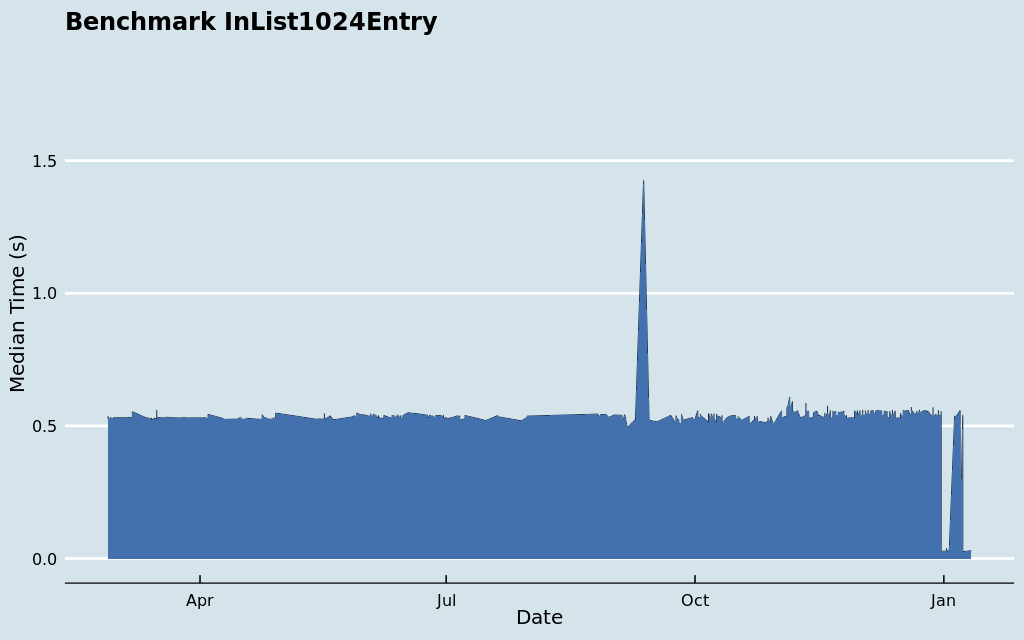 Benchmark InList1024Entry
1.5
1.0
0.5
0.0
Median Time (s)
Apr
Jul
Oct
Jan
Date